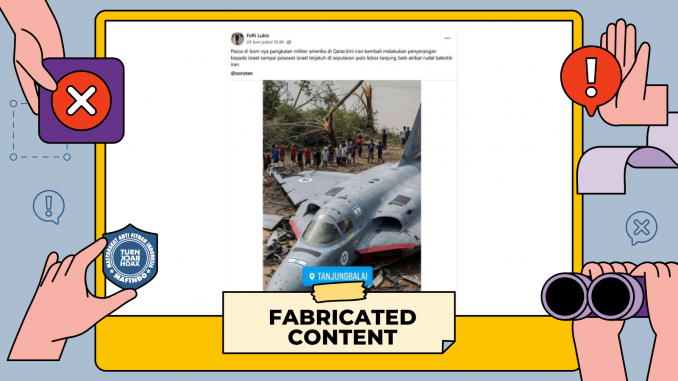 FeRi Lubis
24 Juni pukul 15.46
Pasca di bom nya pangkalan militer amerika di Qatar,kini iran kembali melakukan penyerangan
kepada israel sampai pesawat israel terjatuh di seputaran pulo lebos tanjung balai akibat rudal balestik
iran
@sorotan
TANJUNGBALAI
FABRICATED
CONTENT
MASYARAKAT ANTI FITNAH INDONESIA
TURN
BACK
HOAX
MAFINDO